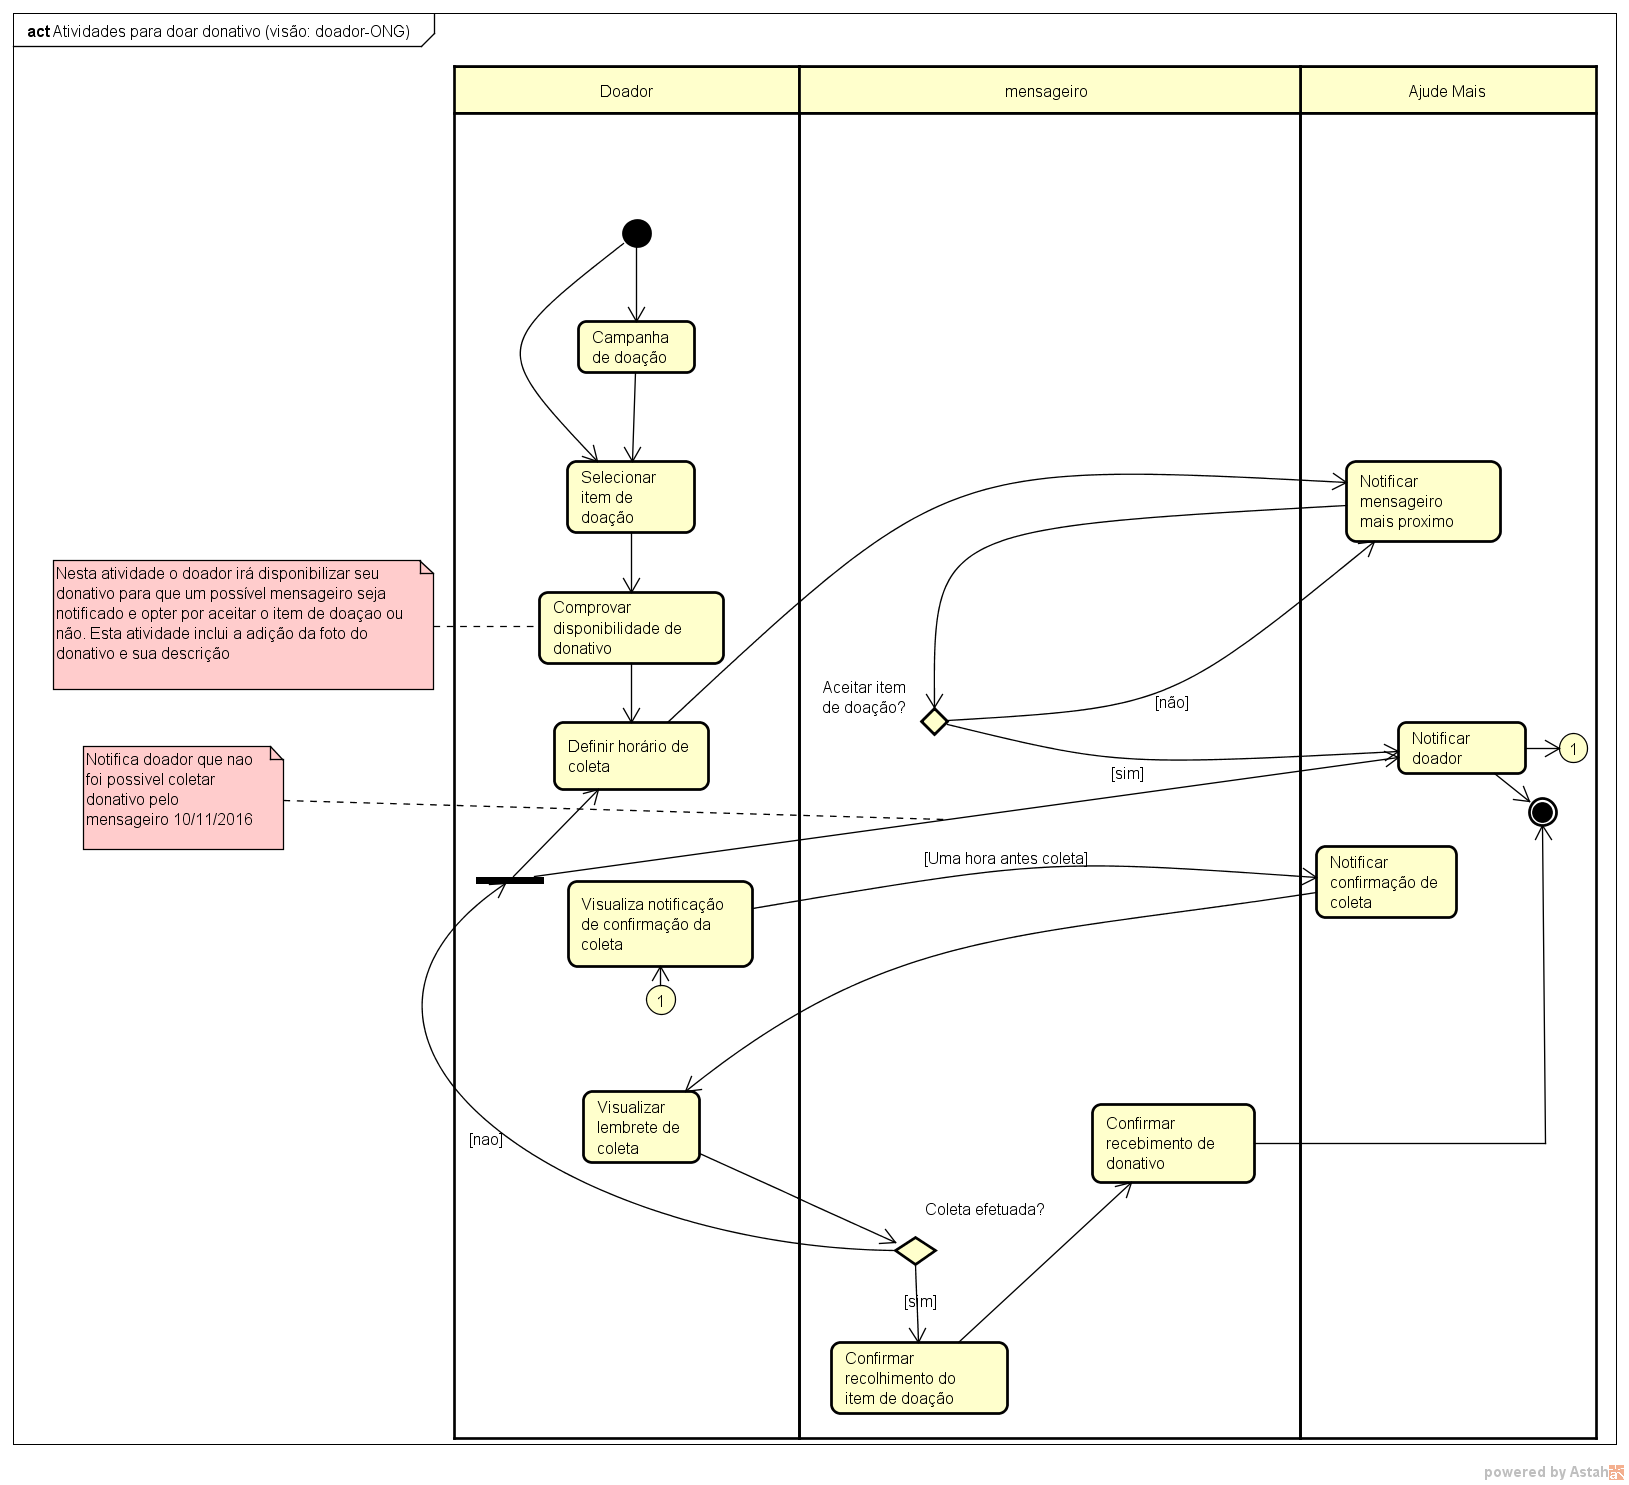 act Atividades para doar donativo (visão: doador-ONG)
Doador
mensageiro
Ajude Mais
Campanha
de doação
Selecionar
item de
doação
Notificar
mensageiro
mais proximo
Nesta atividade o doador irá disponibilizar seu
donativo para que um possível mensageiro seja
notificado e opter por aceitar o item de doaçao ou
não. Esta atividade inclui a adição da foto do
donativo e sua descrição
Comprovar
disponibilidade de
donativo
Aceitar item
de doação?
[não]
[sim]
Definir horário de
coleta
Notificar
doador
1
Notifica doador que nao
foi possivel coletar
donativo pelo
mensageiro 10/11/2016
[Uma hora antes coleta]
Notificar
confirmação de
coleta
Visualiza notificação
de confirmação da
coleta
1
Visualizar
lembrete de
coleta
[nao]
Confirmar
recebimento de
donativo
Coleta efetuada?
[sim]
Confirmar
recolhimento do
item de doação
powered by Astah